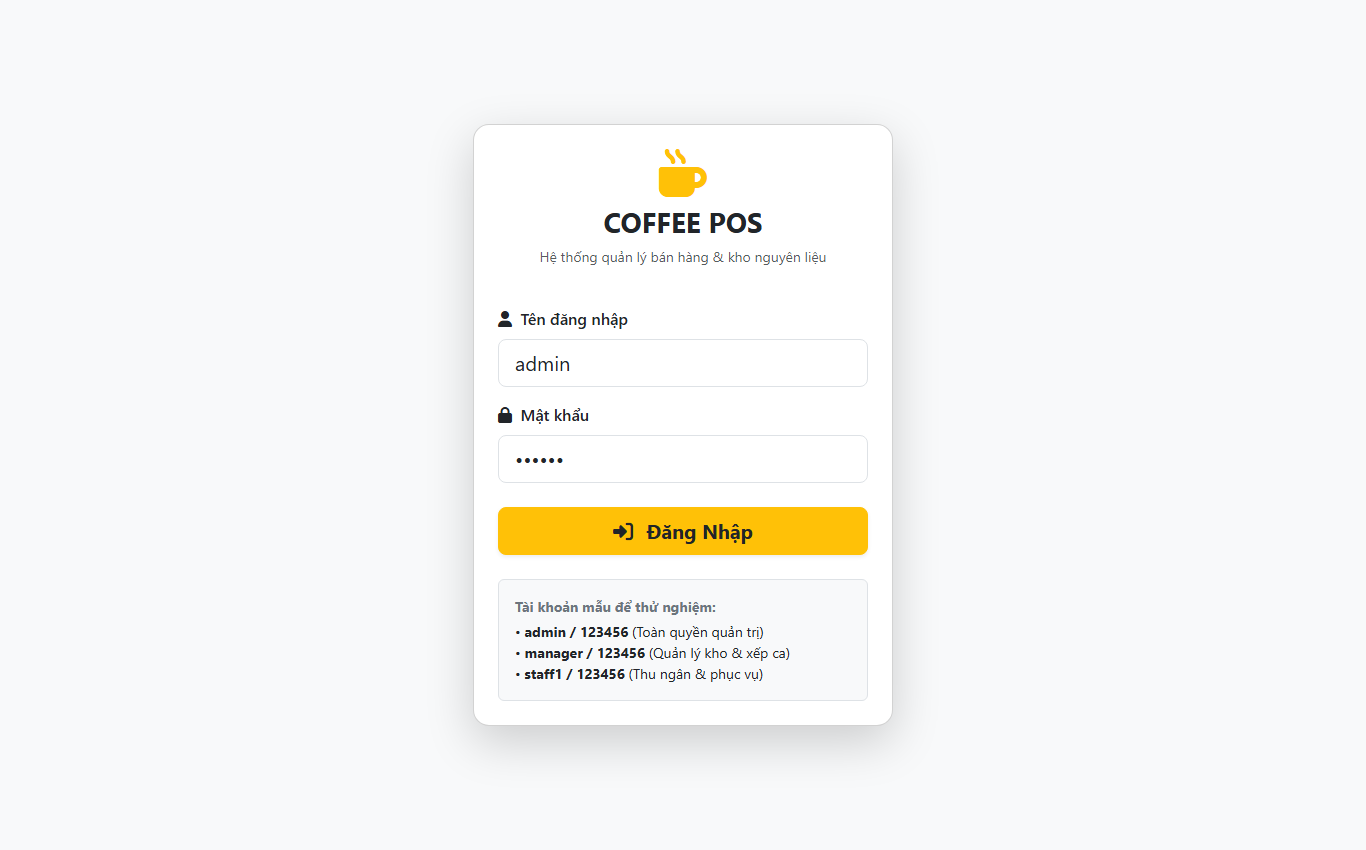 COFFEE POS
Hệ thống quản lý bán hàng & kho nguyên liệu
Tên đăng nhập
admin
Mật khẩu
••••••
Đăng Nhập
Tài khoản mẫu để thử nghiệm:
• admin / 123456 (Toàn quyền quản trị)
• manager / 123456 (Quản lý kho & xếp ca)
• staff1 / 123456 (Thu ngân & phục vụ)